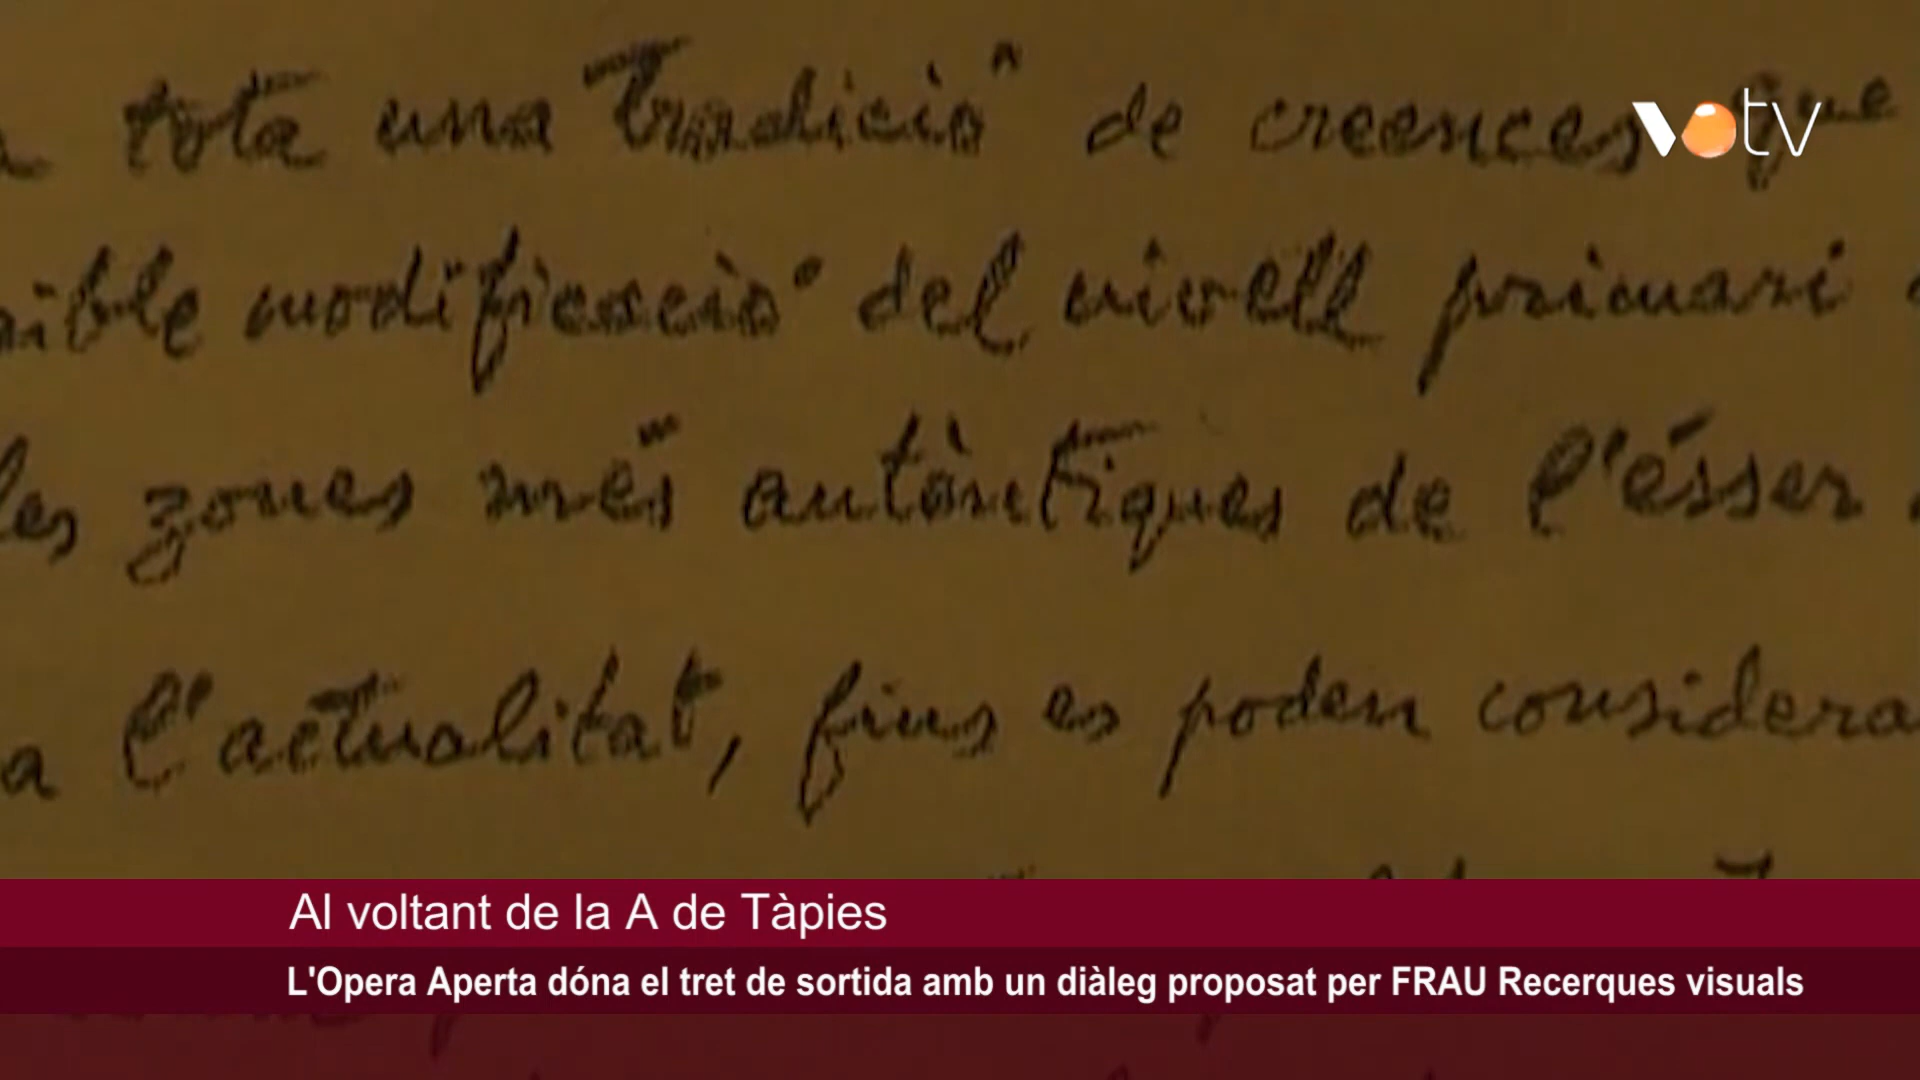 tota una "tradició" de creences que
sible modificació del nivell primari
les zones més autèntiques de l'ésser
a l'actualitat, fins es poden considera
votv
Al voltant de la A de Tàpies
L'Opera Aperta dóna el tret de sortida amb un diàleg proposat per FRAU Recerques visuals